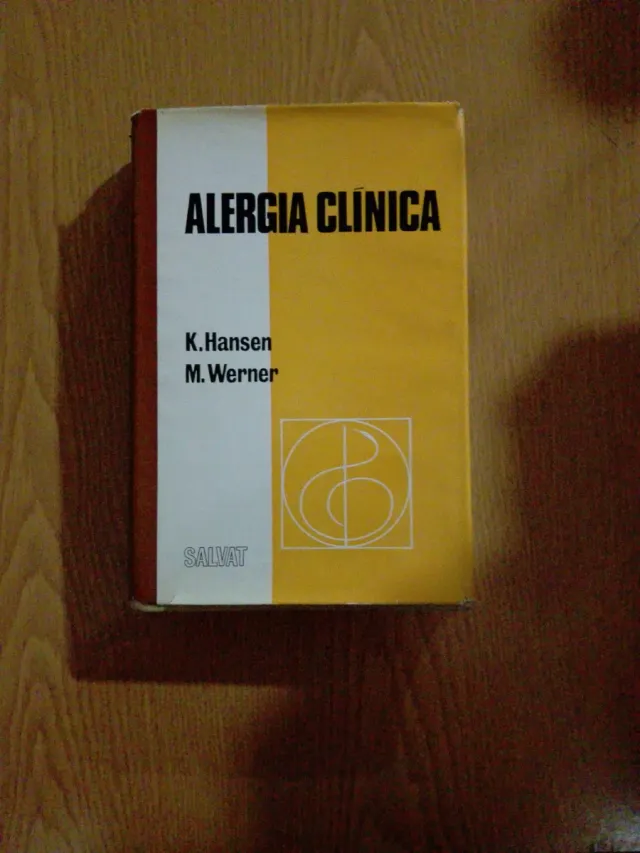 ALERGIA CLÍNICA
K.Hansen
M.Werner
SALVAT